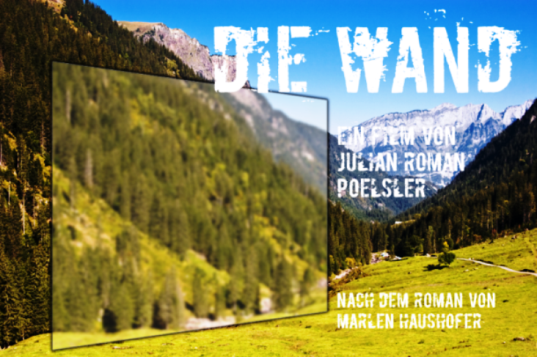 DIE WAND
EIN FILM VON
JULIAN ROMAN
POELSLER
NACH DEM ROMAN VON
MARLEN HAUSHOFER